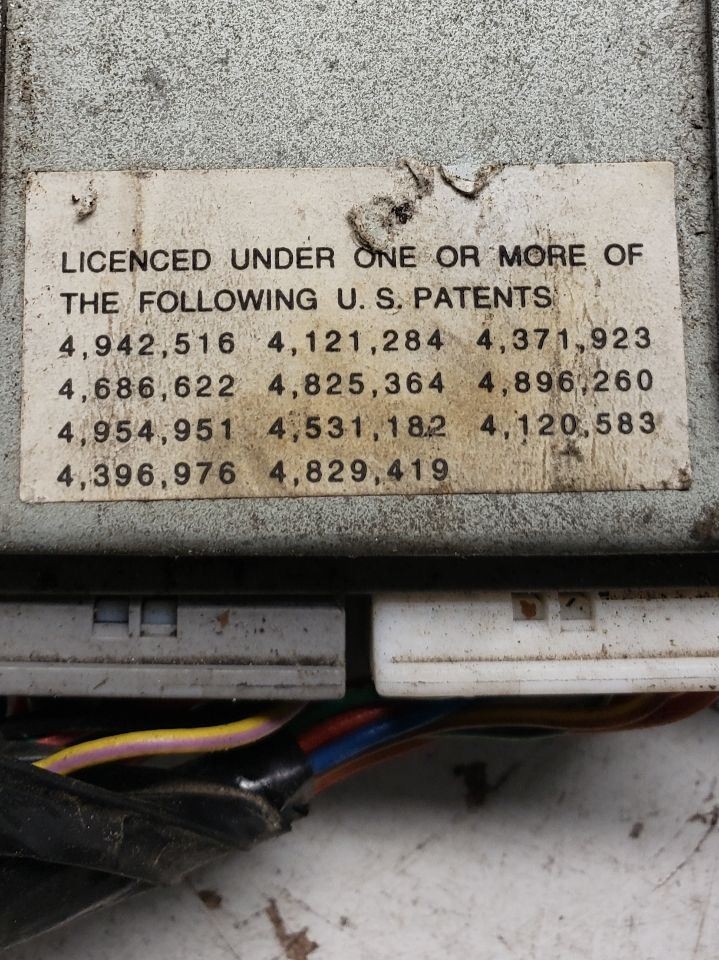 LICENCED UNDER ONE OR MORE OF
THE FOLLOWING U. S. PATENTS
4,942,516 4,121,284 4,371,923
4,686,622 4,825,364 4,896,260
4,954,951 4,531,182 4,120,583
4,396,976 4,829,419